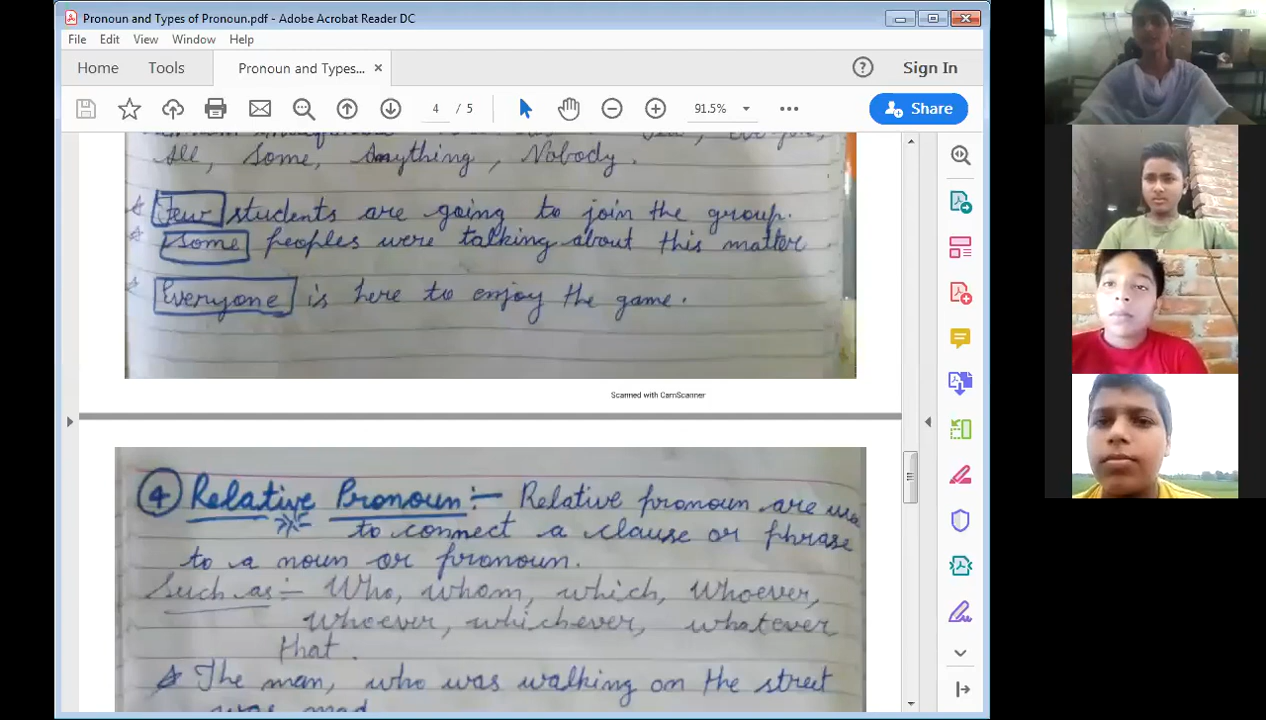 Pronoun and Types of Pronoun.pdf - Adobe Acrobat Reader DC
File Edit View Window Help
Home Tools Pronoun and Types... × Sign In
4 / 5 91.5% Share
All, Some, Anything, Nobody.
Few students are going to join the group.
Some peoples were talking about this matter
Everyone is here to enjoy the game.
Scanned with CamScanner
4 Relative Pronoun :- Relative pronoun are use
to connect a clause or phrase
to a noun or pronoun.
Such as :- Who, whom, which, Whoever,
whoever, whichever, whatever
that.
The man, who was walking on the street
was mad